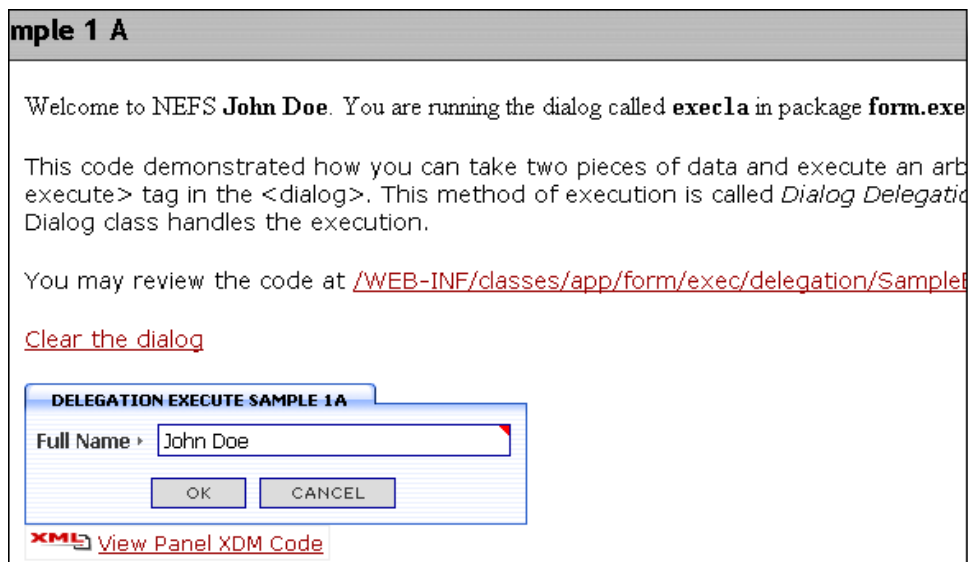 mple 1 A
Welcome to NEFS John Doe. You are running the dialog called exec1a in package form.exe
This code demonstrated how you can take two pieces of data and execute an arb
execute> tag in the <dialog>. This method of execution is called Dialog Delegatio
Dialog class handles the execution.
You may review the code at /WEB-INF/classes/app/form/exec/delegation/SampleE
Clear the dialog
DELEGATION EXECUTE SAMPLE 1A
Full Name John Doe
OK CANCEL
XML View Panel XDM Code